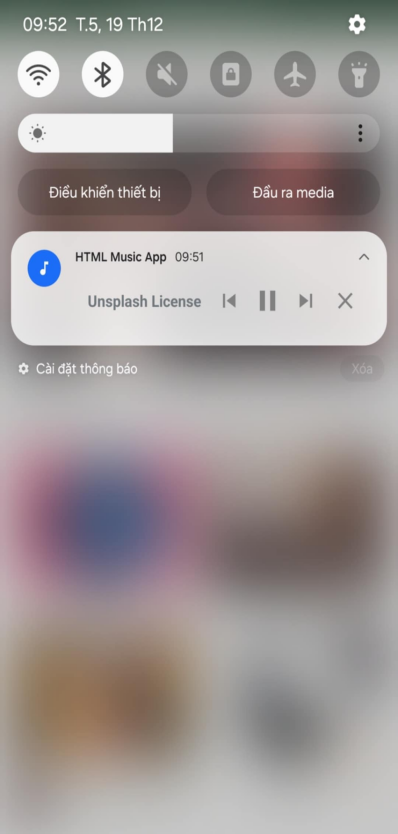 09:52 T.5, 19 Th12
Điều khiển thiết bị
Đầu ra media
HTML Music App 09:51
Unsplash License
Cài đặt thông báo
Xóa